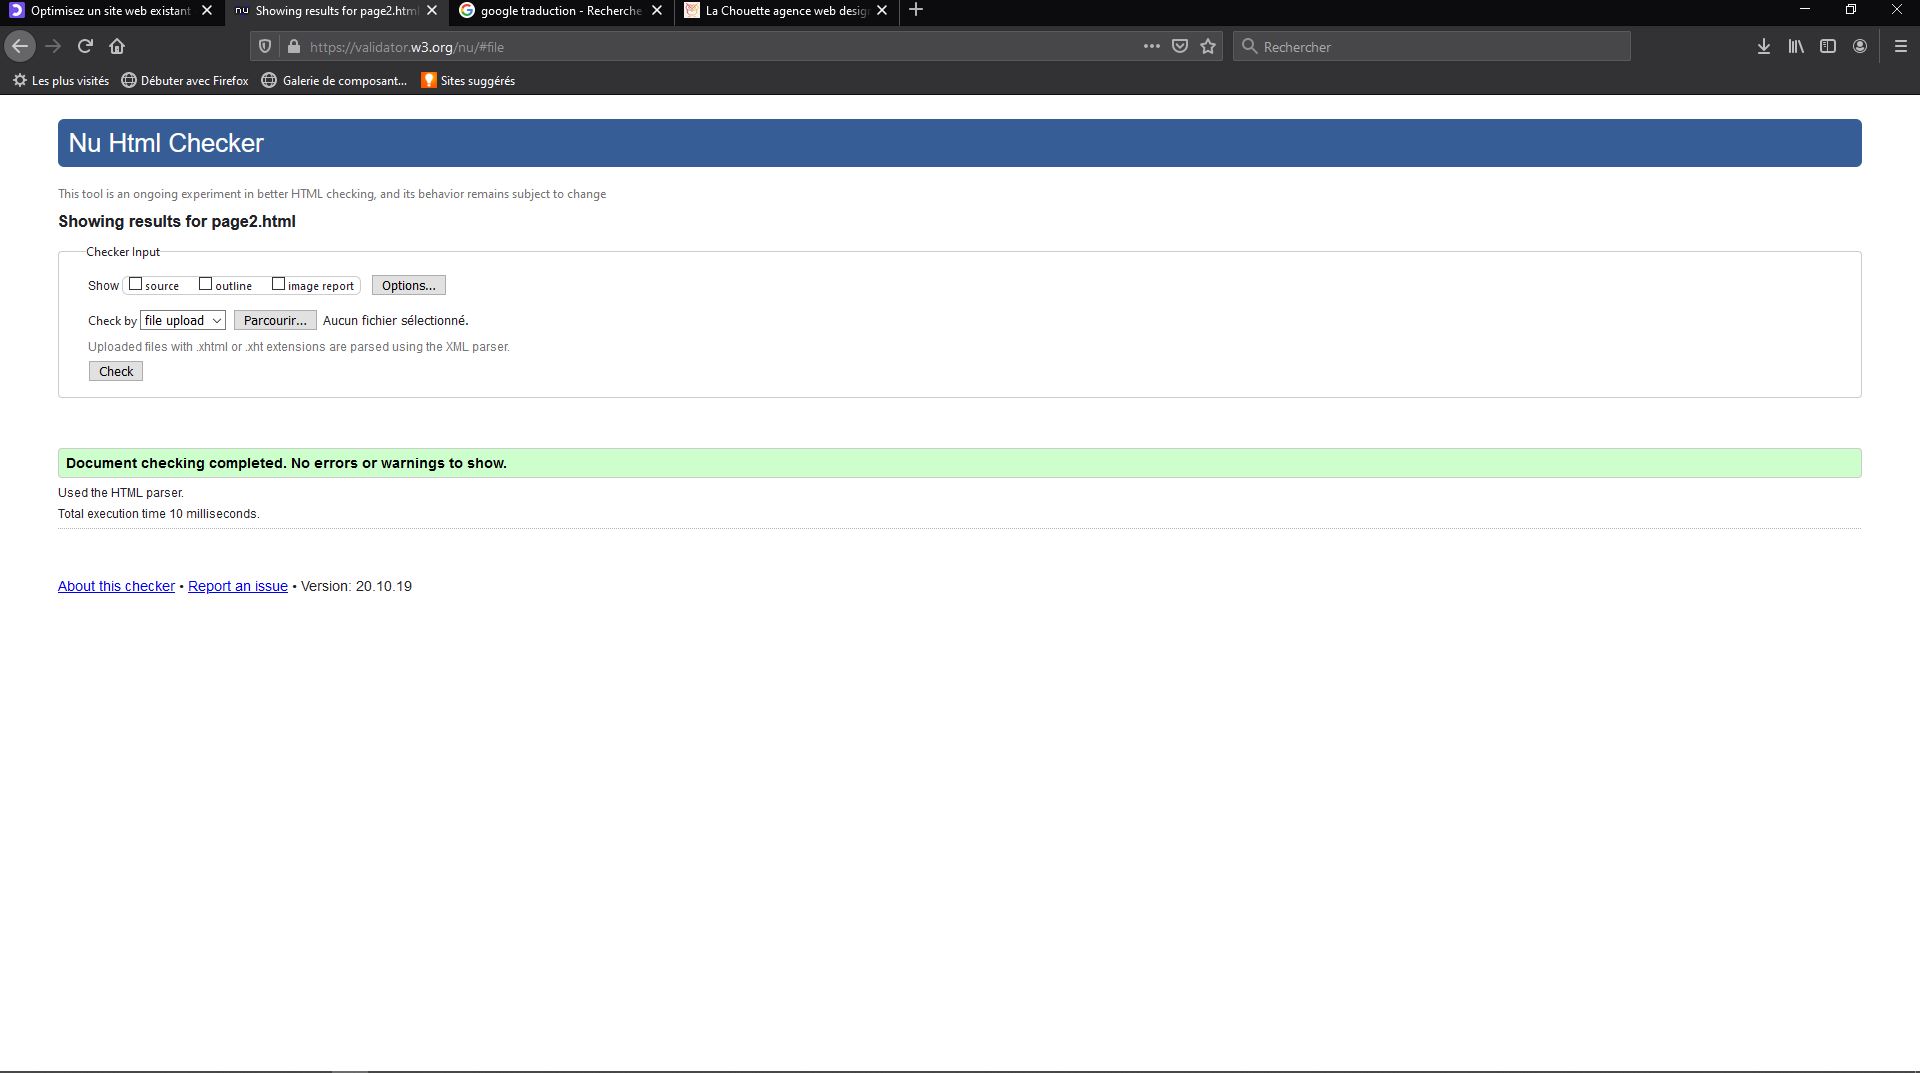 Optimisez un site web existant
nu Showing results for page2.html
google traduction - Recherche
La Chouette agence web desig
https://validator.w3.org/nu/#file
Rechercher
Les plus visités
Débuter avec Firefox
Galerie de composant...
Sites suggérés
Nu Html Checker
This tool is an ongoing experiment in better HTML checking, and its behavior remains subject to change
Showing results for page2.html
Checker Input
Show source outline image report Options...
Check by file upload Parcourir... Aucun fichier sélectionné.
Uploaded files with .xhtml or .xht extensions are parsed using the XML parser.
Check
Document checking completed. No errors or warnings to show.
Used the HTML parser.
Total execution time 10 milliseconds.
About this checker • Report an issue • Version: 20.10.19